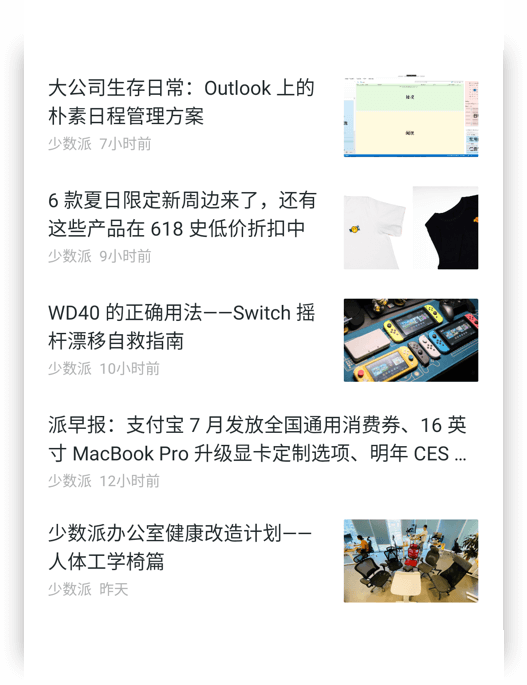 大公司生存日常：Outlook 上的
朴素日程管理方案
少数派 7小时前
6 款夏日限定新周边来了，还有
这些产品在 618 史低价折扣中
少数派 9小时前
WD40 的正确用法——Switch 摇
杆漂移自救指南
少数派 10小时前
派早报：支付宝 7 月发放全国通用消费券、16 英
寸 MacBook Pro 升级显卡定制选项、明年 CES ...
少数派 12小时前
少数派办公室健康改造计划——
人体工学椅篇
少数派 昨天